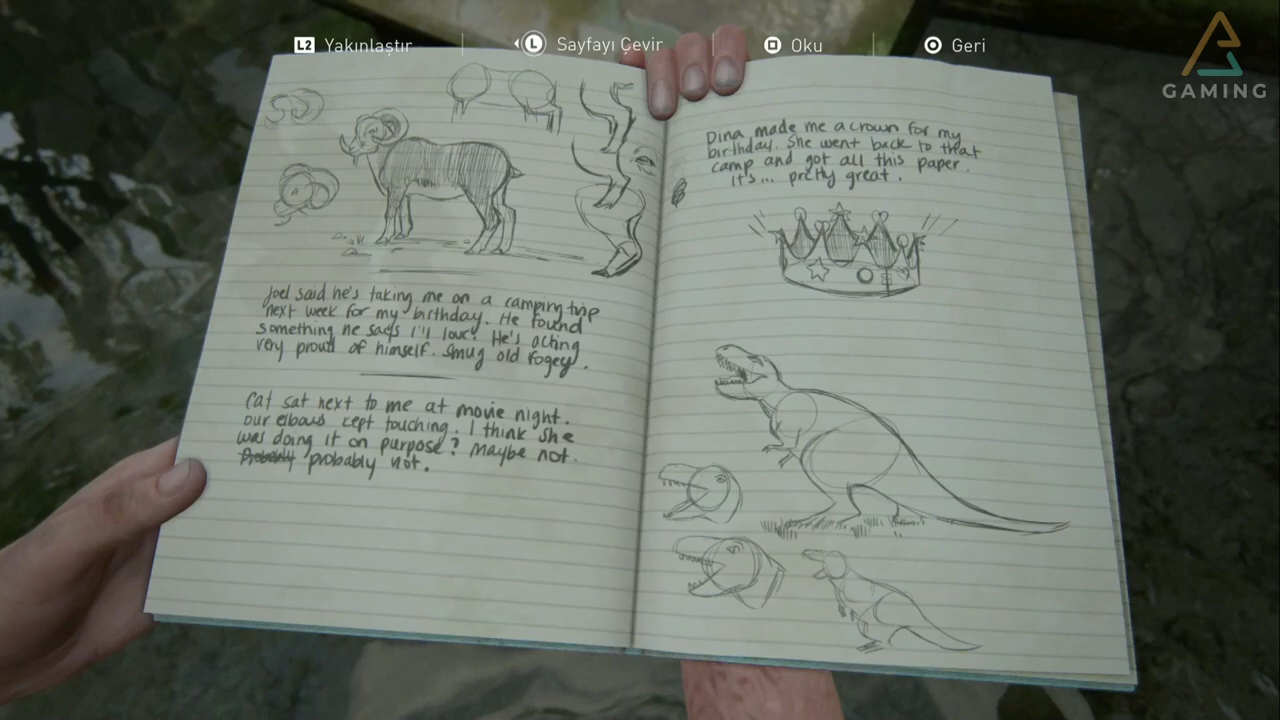 L2 Yakınlaştır
L Sayfayı Çevir
Oku
Geri
GAMING
Joel said he's taking me on a camping trip
next week for my birthday. He found
something he says I'll love. He's acting
very proud of himself. Smug old fogey.
Cat sat next to me at movie night.
our elbows kept touching. I think she
was doing it on purpose? Maybe not.
Probably probably not.
Dina made me a crown for my
birthday. She went back to that
camp and got all this paper.
it's... pretty great.